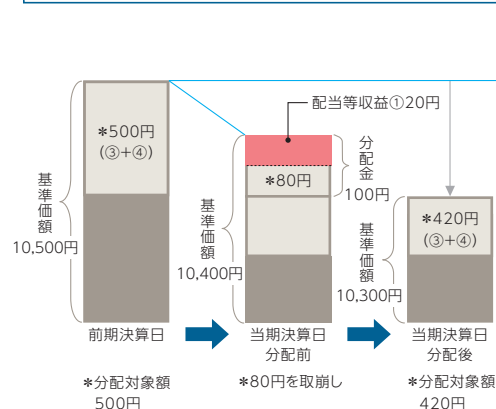 *500円
(③+④)
基準価額
10,500円
前期決算日
*分配対象額
500円
配当等収益①20円
*80円
分配金
100円
基準価額
10,400円
当期決算日
分配前
*80円を取崩し
*420円
(③+④)
基準価額
10,300円
当期決算日
分配後
*分配対象額
420円